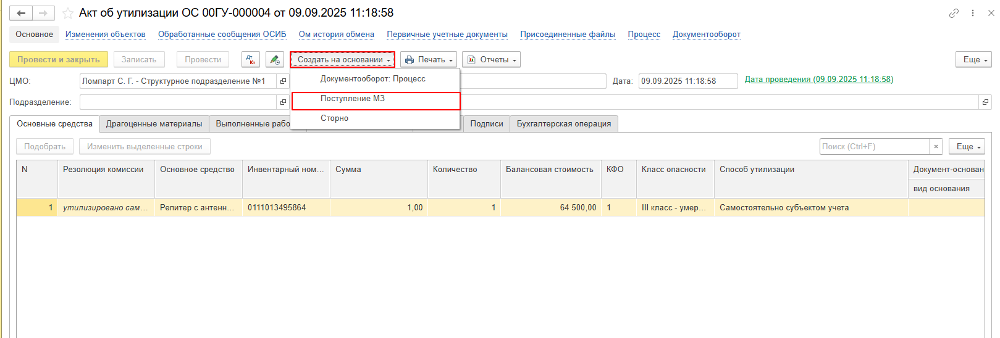 Акт об утилизации ОС 00ГУ-000004 от 09.09.2025 11:18:58
Основное Изменения объектов Обработанные сообщения ОСИБ Ом история обмена Первичные учетные документы Присоединенные файлы Процесс Документооборот
Провести и закрыть Записать Провести Дт Кт Создать на основании Печать Отчеты Еще
Документооборот: Процесс
ЦМО: Ломпарт С. Г. - Структурное подразделение №1 Дата: 09.09.2025 11:18:58 Дата проведения (09.09.2025 11:18:58)
Поступление МЗ
Подразделение:
Сторно
Основные средства Драгоценные материалы Выполненные рабо Подписи Бухгалтерская операция
Подобрать Изменить выделенные строки Поиск (Ctrl+F) × Еще
N Резолюция комиссии Основное средство Инвентарный ном... Сумма Количество Балансовая стоимость КФО Класс опасности Способ утилизации Документ-основан
вид основания
1 утилизировано сам... Репитер с антенн... 0111013495864 1,00 1 64 500,00 1 III класс - умер... Самостоятельно субъектом учета